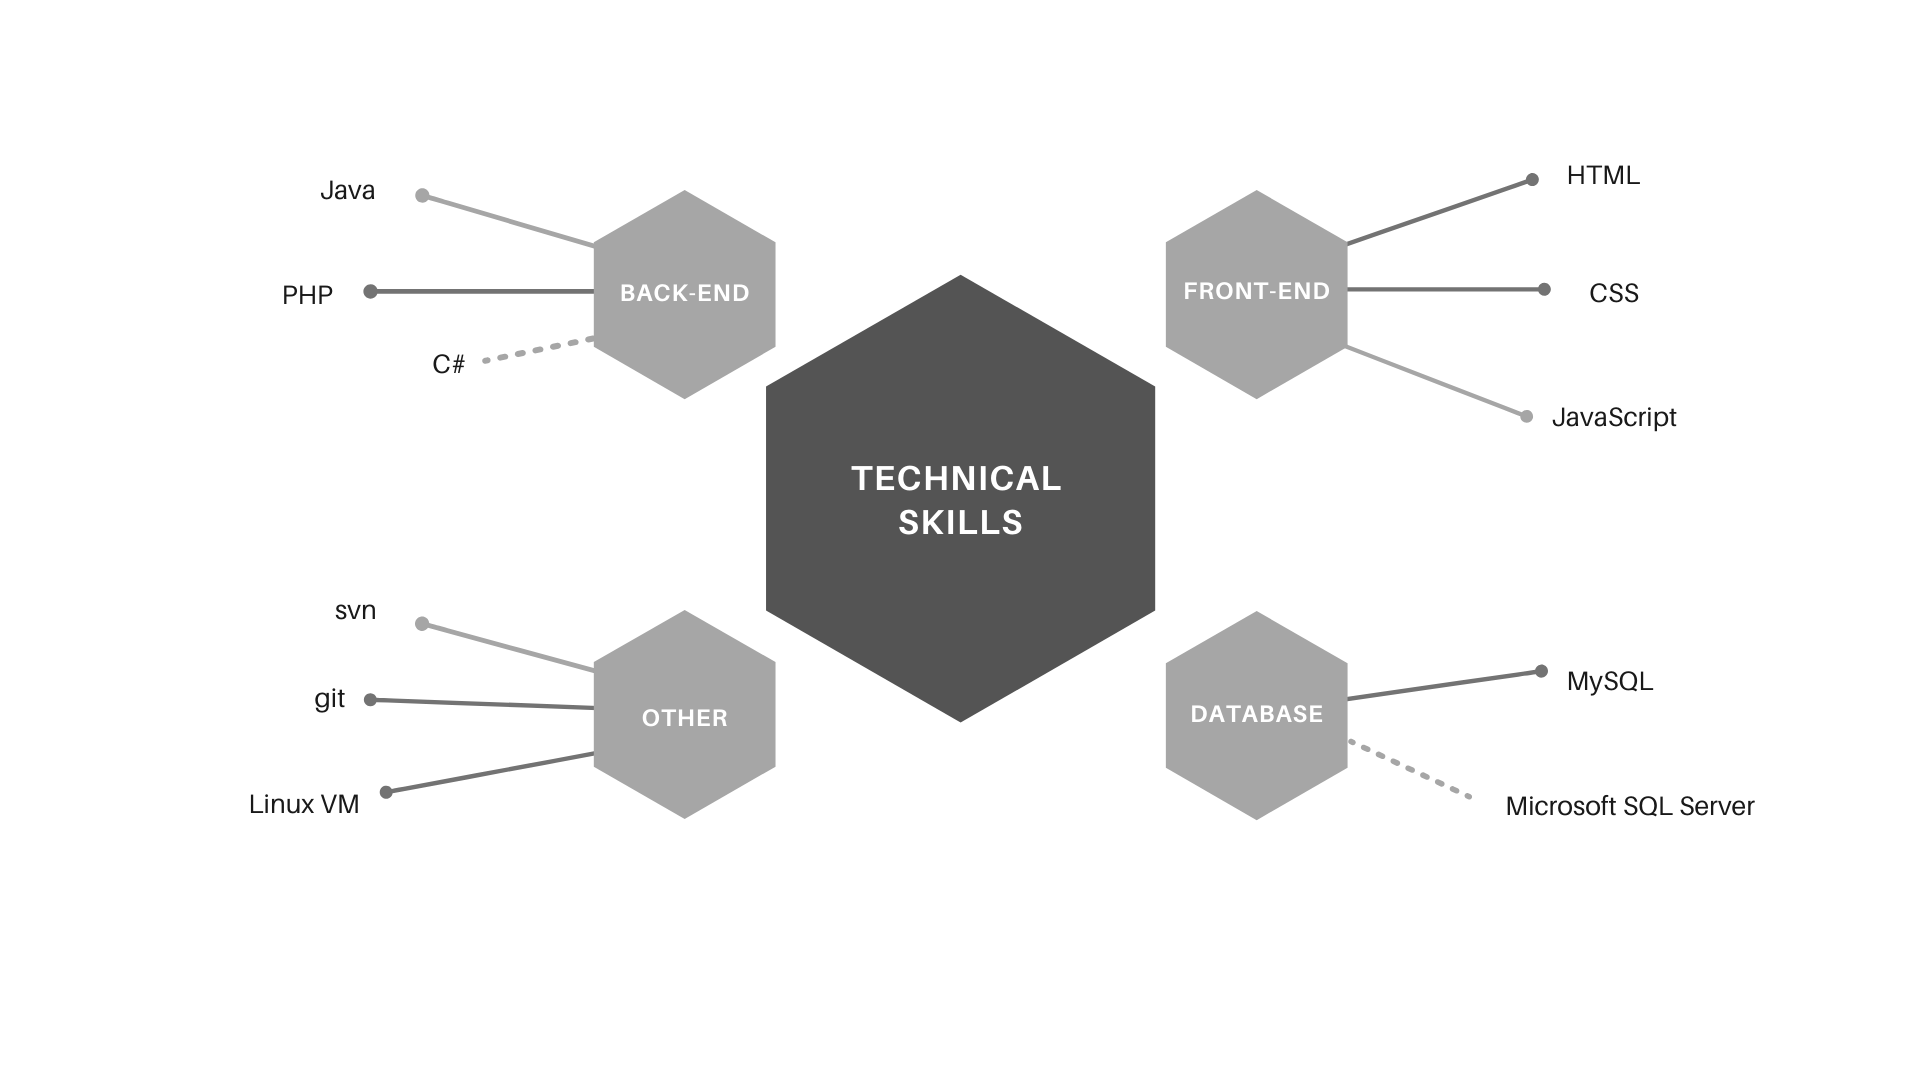 Java
PHP
C#
BACK-END
HTML
CSS
JavaScript
FRONT-END
TECHNICAL
SKILLS
svn
git
Linux VM
OTHER
MySQL
Microsoft SQL Server
DATABASE